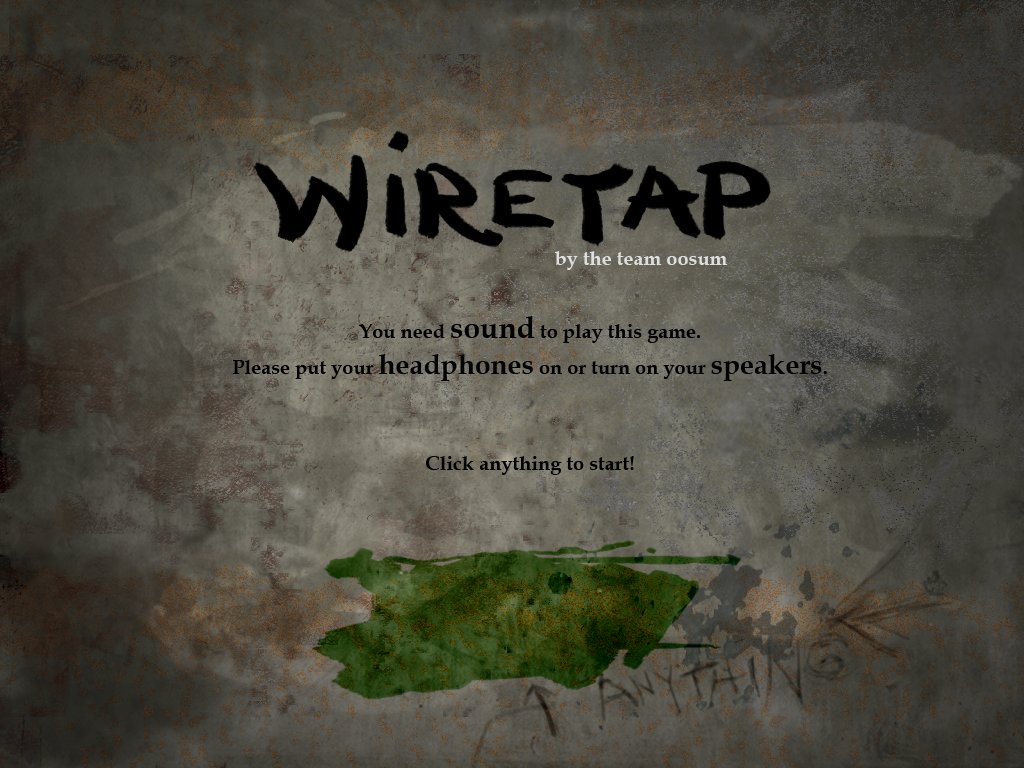 WiRETAP
by the team oosum
You need sound to play this game.
Please put your headphones on or turn on your speakers.
Click anything to start!
ANYTHING